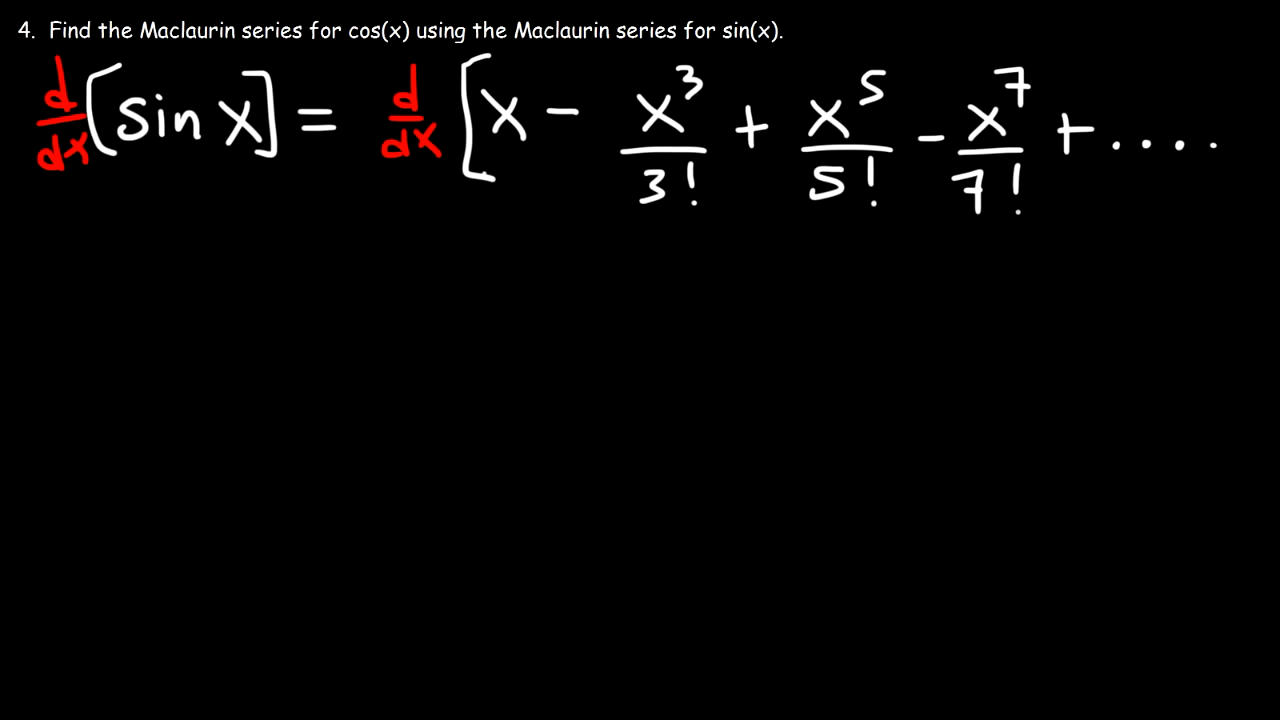 4. Find the Maclaurin series for cos(x) using the Maclaurin series for sin(x).
d/dx [sin x] = d/dx [x - x^3/3! + x^5/5! - x^7/7! + ....